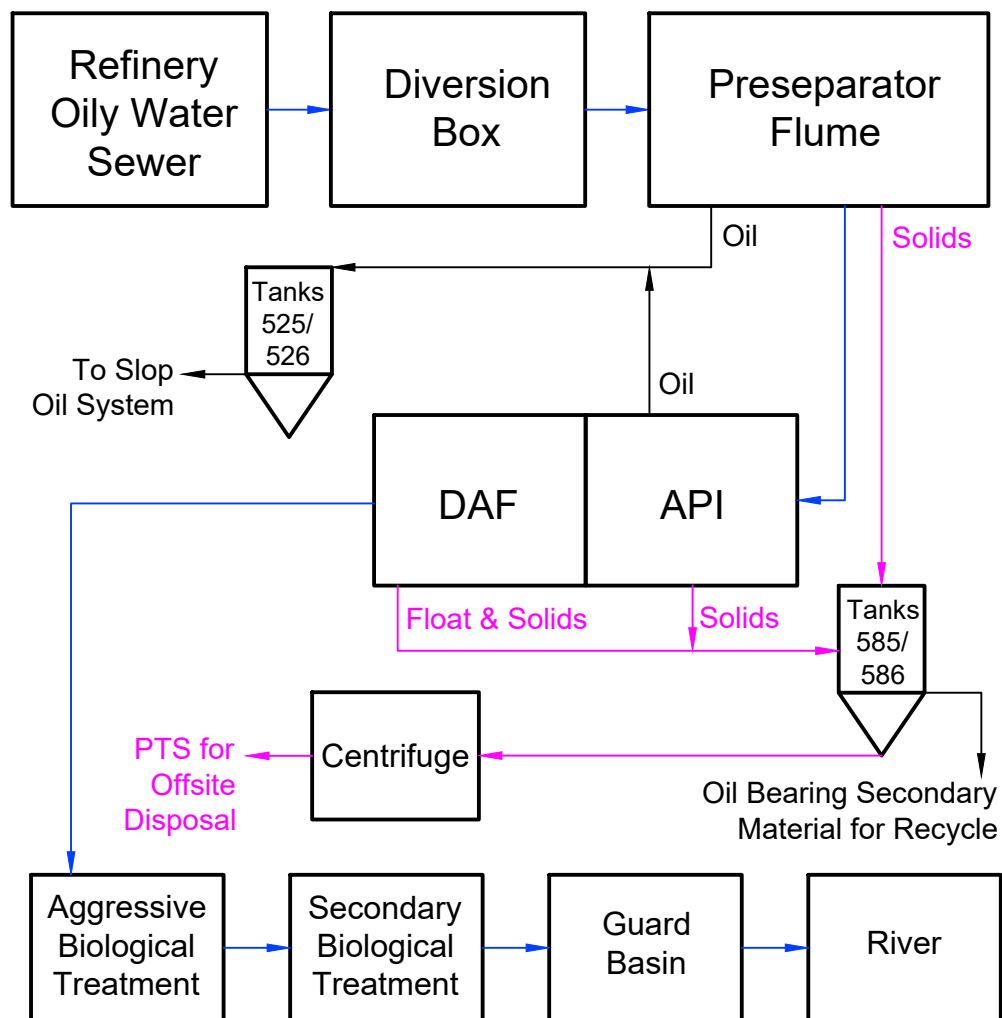 Refinery
Oily Water
Sewer
Diversion
Box
Preseparator
Flume
Oil
Solids
Tanks
525/
526
To Slop
Oil System
Oil
DAF
API
Float & Solids
Solids
Tanks
585/
586
PTS for
Offsite
Disposal
Centrifuge
Oil Bearing Secondary
Material for Recycle
Aggressive
Biological
Treatment
Secondary
Biological
Treatment
Guard
Basin
River